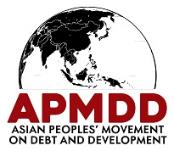 APMDD
ASIAN PEOPLES' MOVEMENT
ON DEBT AND DEVELOPMENT